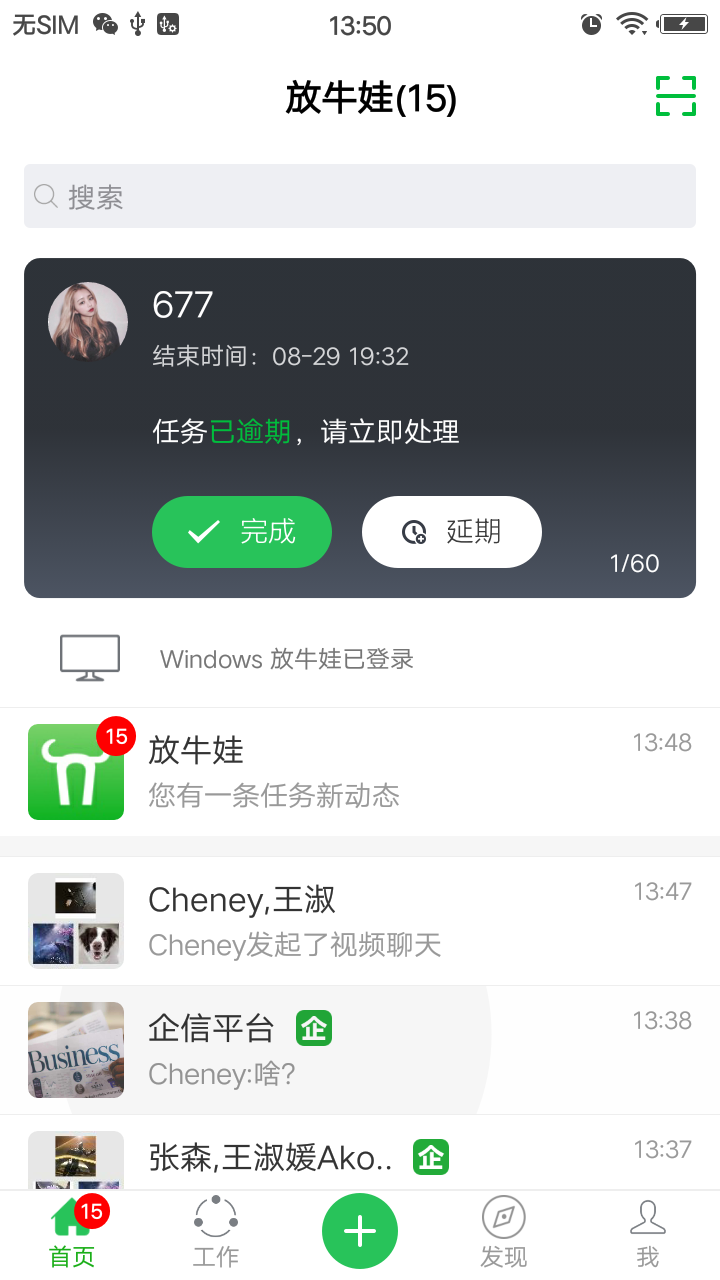 无SIM 13:50
放牛娃(15)
搜索
677
结束时间：08-29 19:32
任务已逾期，请立即处理
完成 延期
1/60
Windows 放牛娃已登录
15
放牛娃 13:48
您有一条任务新动态
Cheney,王淑 13:47
Cheney发起了视频聊天
Business
企信平台 企 13:38
Cheney:啥?
张森,王淑媛Ako.. 企 13:37
15
首页 工作 发现 我